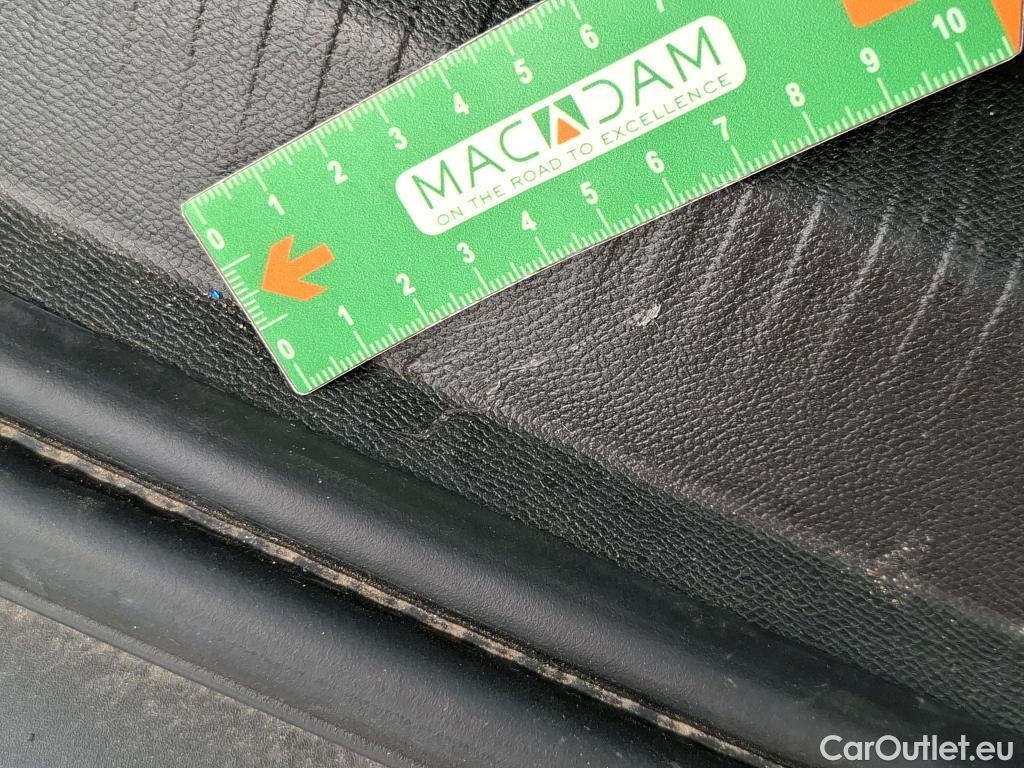 1 2 3 4 5 6
MACADAM
ON THE ROAD TO EXCELLENCE
0
0 1 2 3 4 5 6 7 8 9 10
CarOutlet.eu